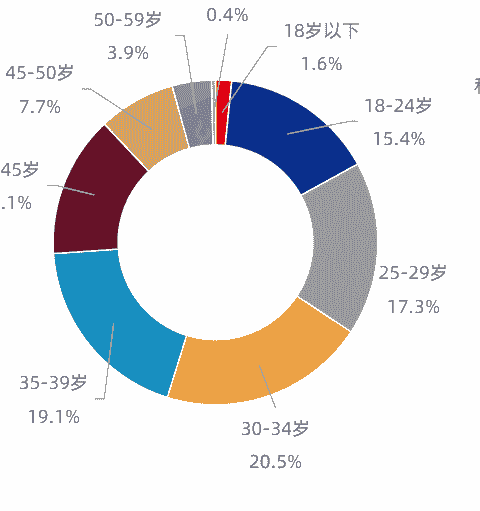 0.4%
18岁以下
1.6%
50-59岁
3.9%
45-50岁
7.7%
18-24岁
15.4%
45岁
.1%
25-29岁
17.3%
35-39岁
19.1%
30-34岁
20.5%